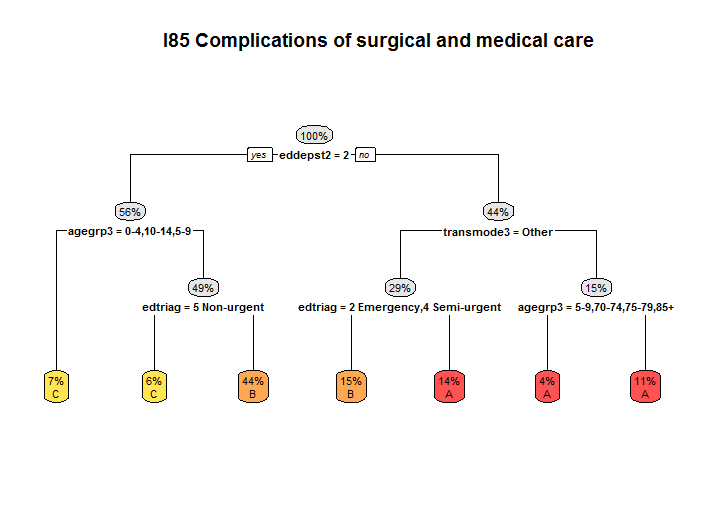 I85 Complications of surgical and medical care
100%
yes eddepst2 = 2 no
56%
44%
agegrp3 = 0-4,10-14,5-9
transmode3 = Other
49%
29%
15%
edtriag = 5 Non-urgent
edtriag = 2 Emergency,4 Semi-urgent
agegrp3 = 5-9,70-74,75-79,85+
7%
C
6%
C
44%
B
15%
B
14%
A
4%
A
11%
A